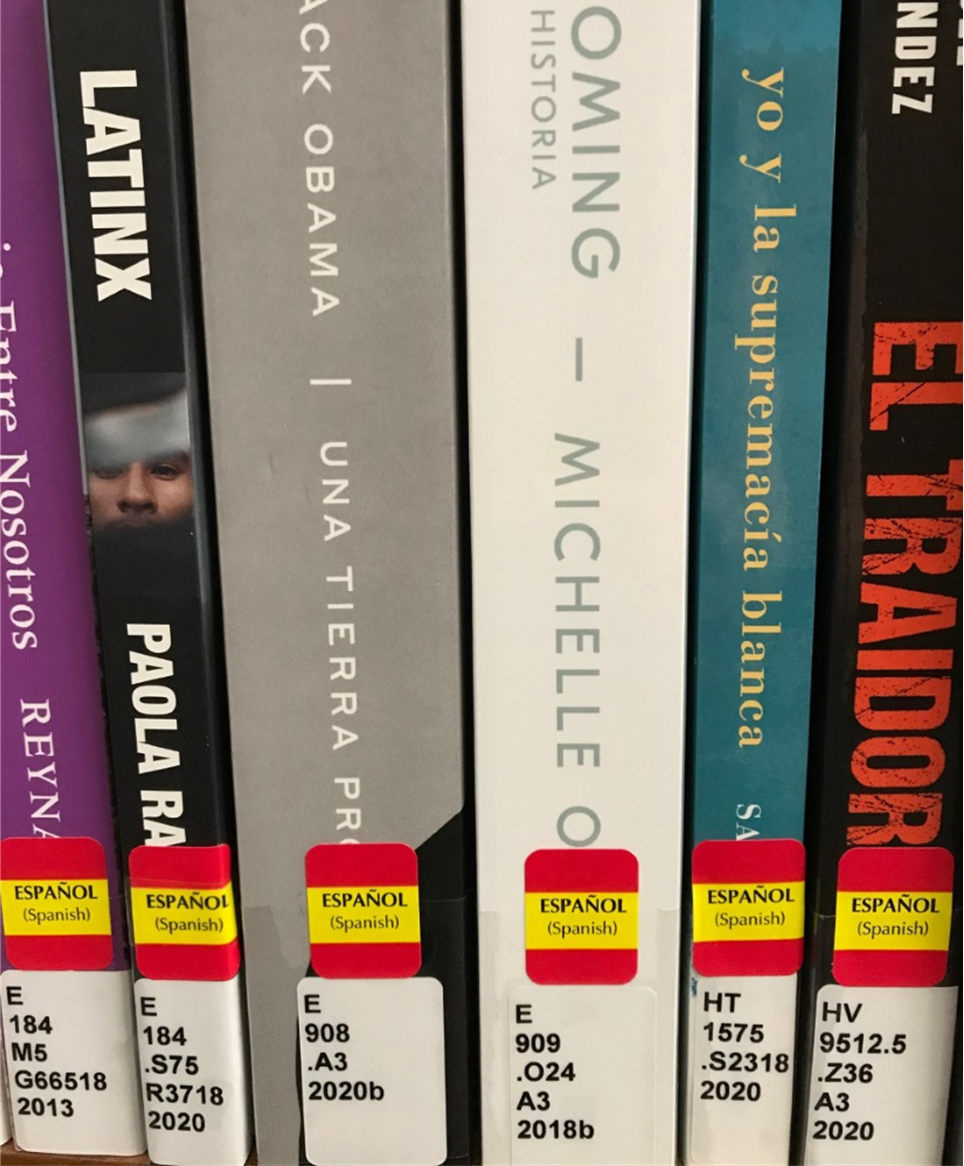 Entre Nosotros REYNA
ESPAÑOL
(Spanish)
E
184
M5
G66518
2013
LATINX
PAOLA RA
ESPAÑOL
(Spanish)
E
184
.S75
R3718
2020
ACK OBAMA | UNA TIERRA PRO
ESPAÑOL
(Spanish)
E
908
.A3
2020b
OMING — MICHELLE O
HISTORIA
ESPAÑOL
(Spanish)
E
909
.O24
A3
2018b
yo y la supremacía blanca SA
ESPAÑOL
(Spanish)
HT
1575
.S2318
2020
NDEZ
EL TRAIDOR
ESPAÑOL
(Spanish)
HV
9512.5
.Z36
A3
2020